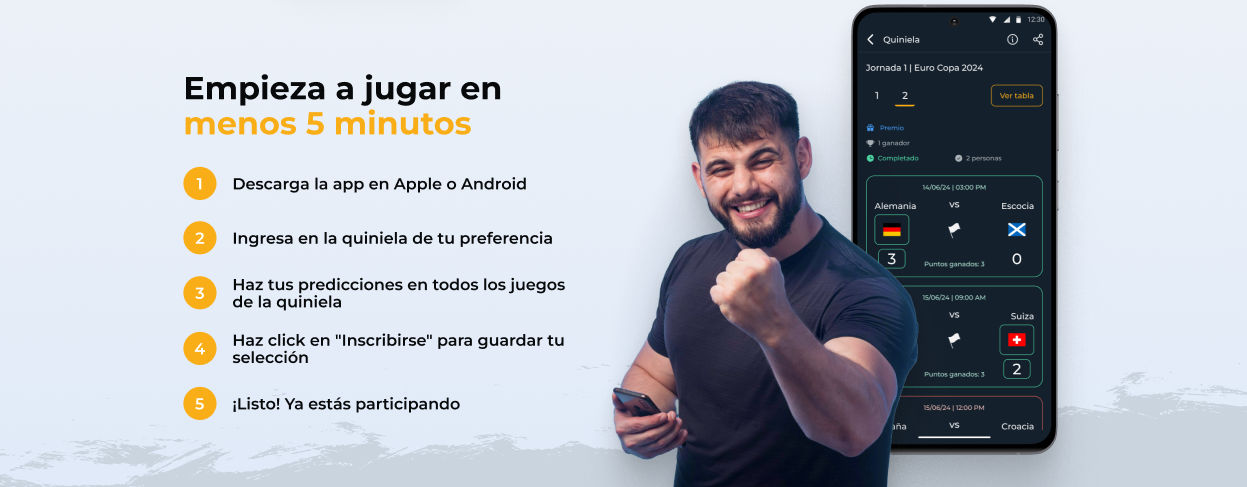 Empieza a jugar en
menos 5 minutos
1 Descarga la app en Apple o Android
2 Ingresa en la quiniela de tu preferencia
3 Haz tus predicciones en todos los juegos
de la quiniela
4 Haz click en "Inscribirse" para guardar tu
selección
5 ¡Listo! Ya estás participando
12:30
Quiniela
Jornada 1 | Euro Copa 2024
1 2 Ver tabla
Premio
1 ganador
Completado 2 personas
14/06/24 | 03:00 PM
Alemania VS Escocia
3 Puntos ganados: 3 0
15/06/24 | 09:00 AM
VS Suiza
Puntos ganados: 3 2
15/06/24 | 12:00 PM
aña VS Croacia